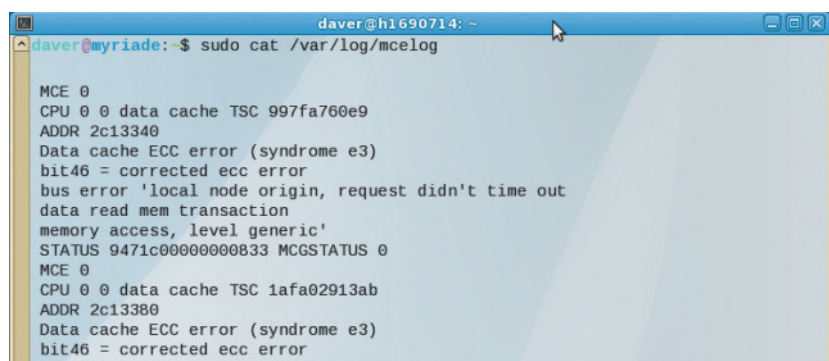 daver@h1690714: ~
daver@myriade:~$ sudo cat /var/log/mcelog
MCE 0
CPU 0 0 data cache TSC 997fa760e9
ADDR 2c13340
Data cache ECC error (syndrome e3)
bit46 = corrected ecc error
bus error 'local node origin, request didn't time out
data read mem transaction
memory access, level generic'
STATUS 9471c00000000833 MCGSTATUS 0
MCE 0
CPU 0 0 data cache TSC 1afa02913ab
ADDR 2c13380
Data cache ECC error (syndrome e3)
bit46 = corrected ecc error